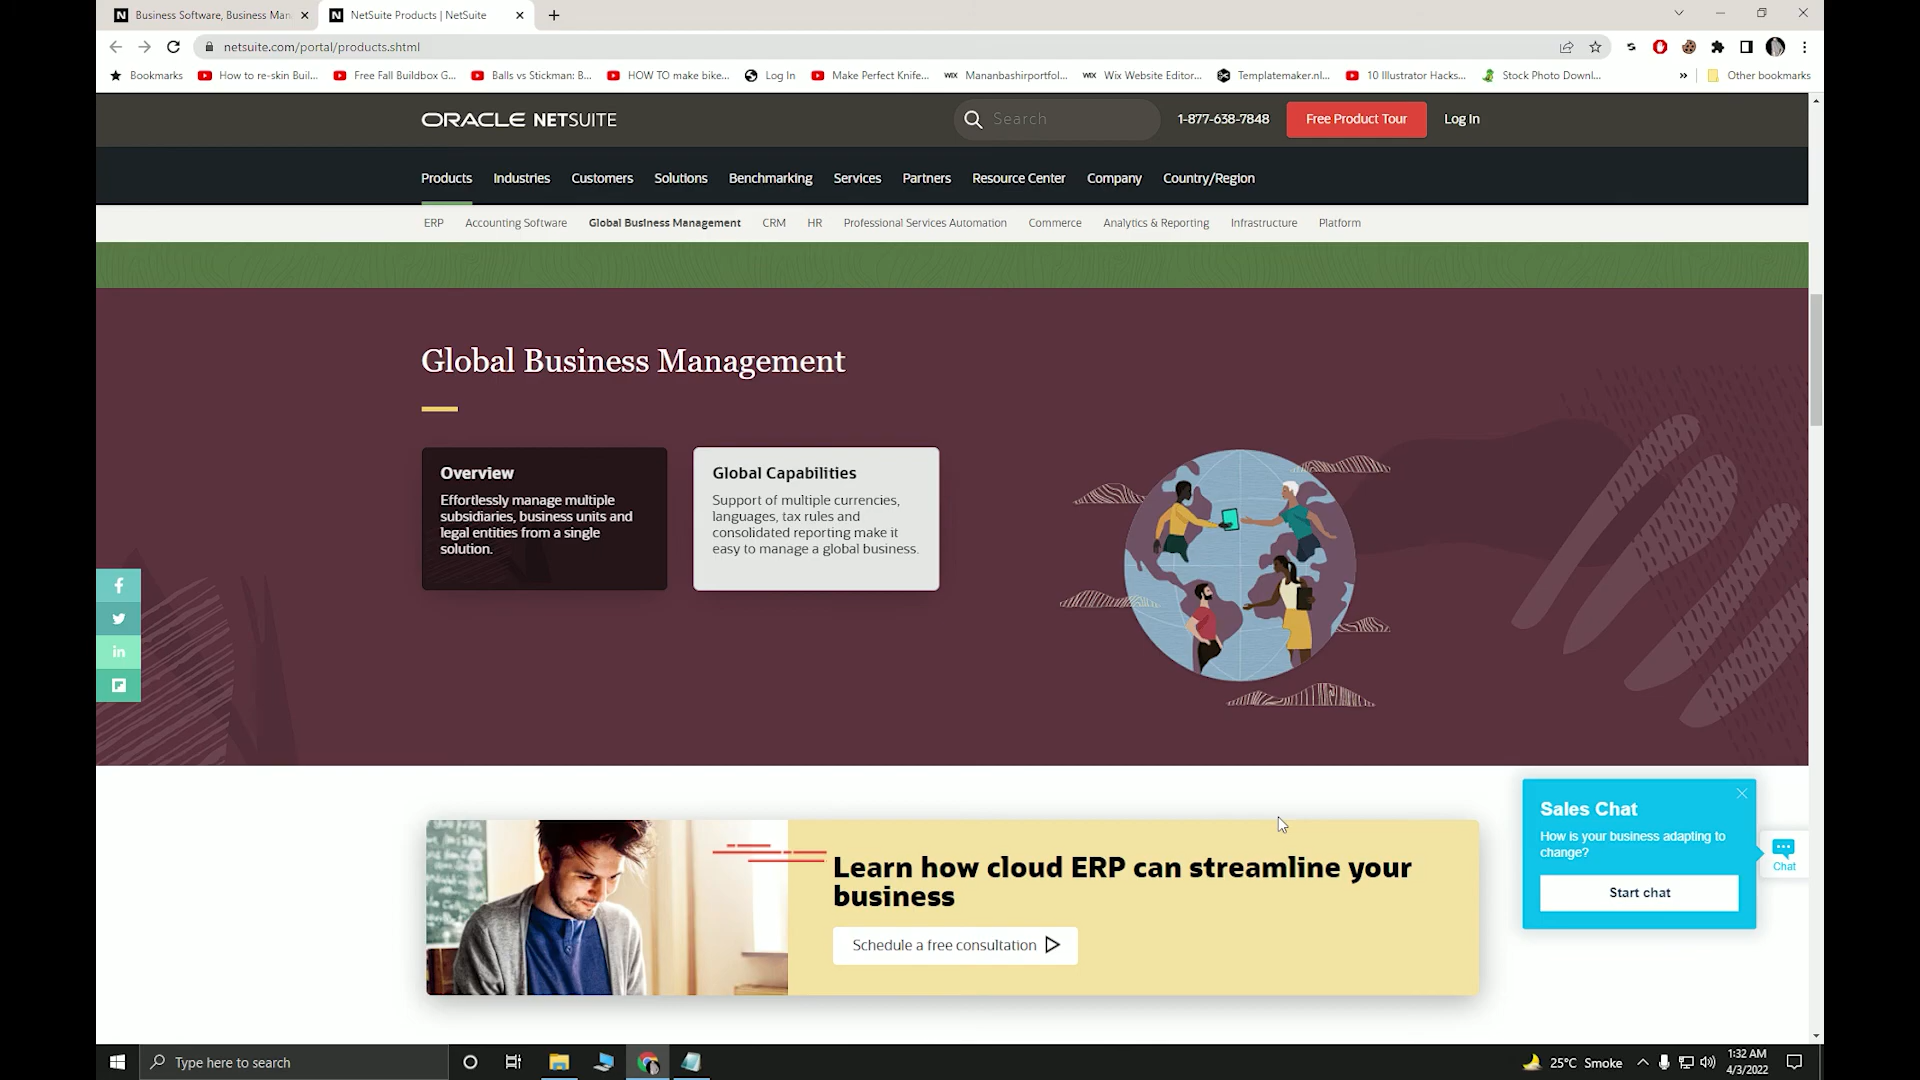 Business Software, Business Man
NetSuite Products | NetSuite
netsuite.com/portal/products.shtml
Bookmarks
How to re-skin Buil...
Free Fall Buildbox G...
Balls vs Stickman: B...
HOW TO make bike...
Log In
Make Perfect Knife...
WIX
Mananbashirportfol...
WIX
Wix Website Editor...
Templatemaker.nl...
10 Illustrator Hacks...
Stock Photo Downl...
»
Other bookmarks
ORACLE NETSUITE
Search
1-877-638-7848
Free Product Tour
Log In
Products
Industries
Customers
Solutions
Benchmarking
Services
Partners
Resource Center
Company
Country/Region
ERP
Accounting Software
Global Business Management
CRM
HR
Professional Services Automation
Commerce
Analytics & Reporting
Infrastructure
Platform
Global Business Management
Overview
Effortlessly manage multiple
subsidiaries, business units and
legal entities from a single
solution.
Global Capabilities
Support of multiple currencies,
languages, tax rules and
consolidated reporting make it
easy to manage a global business.
Learn how cloud ERP can streamline your
business
Schedule a free consultation
Sales Chat
How is your business adapting to
change?
Start chat
Chat
Type here to search
25°C Smoke
1:32 AM
4/3/2022